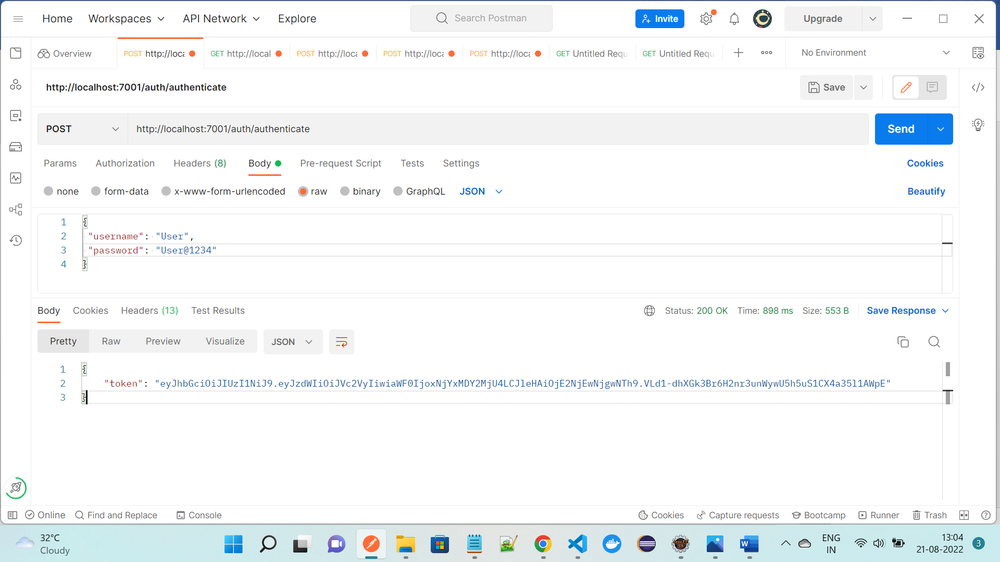 Home Workspaces API Network Explore Search Postman Invite Upgrade
Overview POST http://loca GET http://local POST http://loca POST http://loca POST http://loca GET Untitled Requ GET Untitled Requ No Environment
http://localhost:7001/auth/authenticate Save
POST http://localhost:7001/auth/authenticate Send
Params Authorization Headers (8) Body Pre-request Script Tests Settings Cookies
none form-data x-www-form-urlencoded raw binary GraphQL JSON Beautify
1 {
2 "username": "User",
3 "password": "User@1234"
4 }
Body Cookies Headers (13) Test Results Status: 200 OK Time: 898 ms Size: 553 B Save Response
Pretty Raw Preview Visualize JSON
1 {
2 "token": "eyJhbGciOiJIUzI1NiJ9.eyJzdWIiOiJVc2VyIiwiaWF0IjoxNjYxMDY2MjU4LCJleHAiOjE2NjEwNjgwNTh9.VLd1-dhXGk3Br6H2nr3unWywU5h5uS1CX4a35l1AWpE"
3 }
Online Find and Replace Console Cookies Capture requests Bootcamp Runner Trash
32°C
Cloudy
ENG
IN
13:04
21-08-2022
3